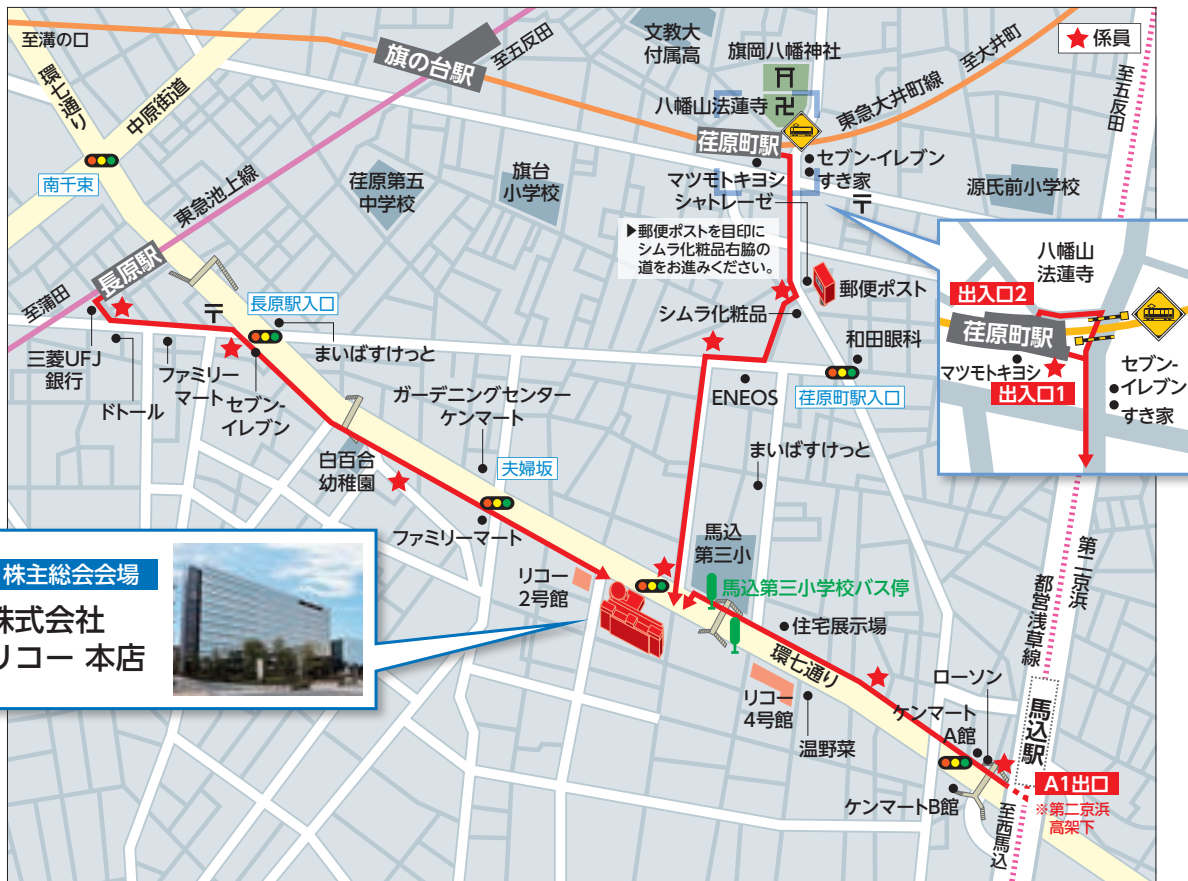 至溝の口
環七通り
中原街道
旗の台駅
至五反田
文教大
付属高
旗岡八幡神社
八幡山法蓮寺
卍
東急大井町線
至大井町
至五反田
★係員
南千束
荏原町駅
セブン-イレブン
すき家
マツモトキヨシ
シャトレーゼ
〒
源氏前小学校
荏原第五
中学校
旗台
小学校
東急池上線
▶郵便ポストを目印に
シムラ化粧品右脇の
道をお進みください。
郵便ポスト
シムラ化粧品
長原駅
至蒲田
〒
長原駅入口
まいばすけっと
三菱UFJ
銀行
ドトール
ファミリー
マート
セブン-
イレブン
和田眼科
ENEOS
荏原町駅入口
八幡山
法蓮寺
出入口2
荏原町駅
マツモトキヨシ
出入口1
セブン-
イレブン
すき家
ガーデニングセンター
ケンマート
白百合
幼稚園
夫婦坂
ファミリーマート
まいばすけっと
馬込
第三小
株主総会会場
株式会社
リコー 本店
リコー
2号館
馬込第三小学校バス停
住宅展示場
環七通り
リコー
4号館
温野菜
ローソン
ケンマート
A館
ケンマートB館
第二京浜
都営浅草線
馬込駅
A1出口
※第二京浜
高架下
至西馬込